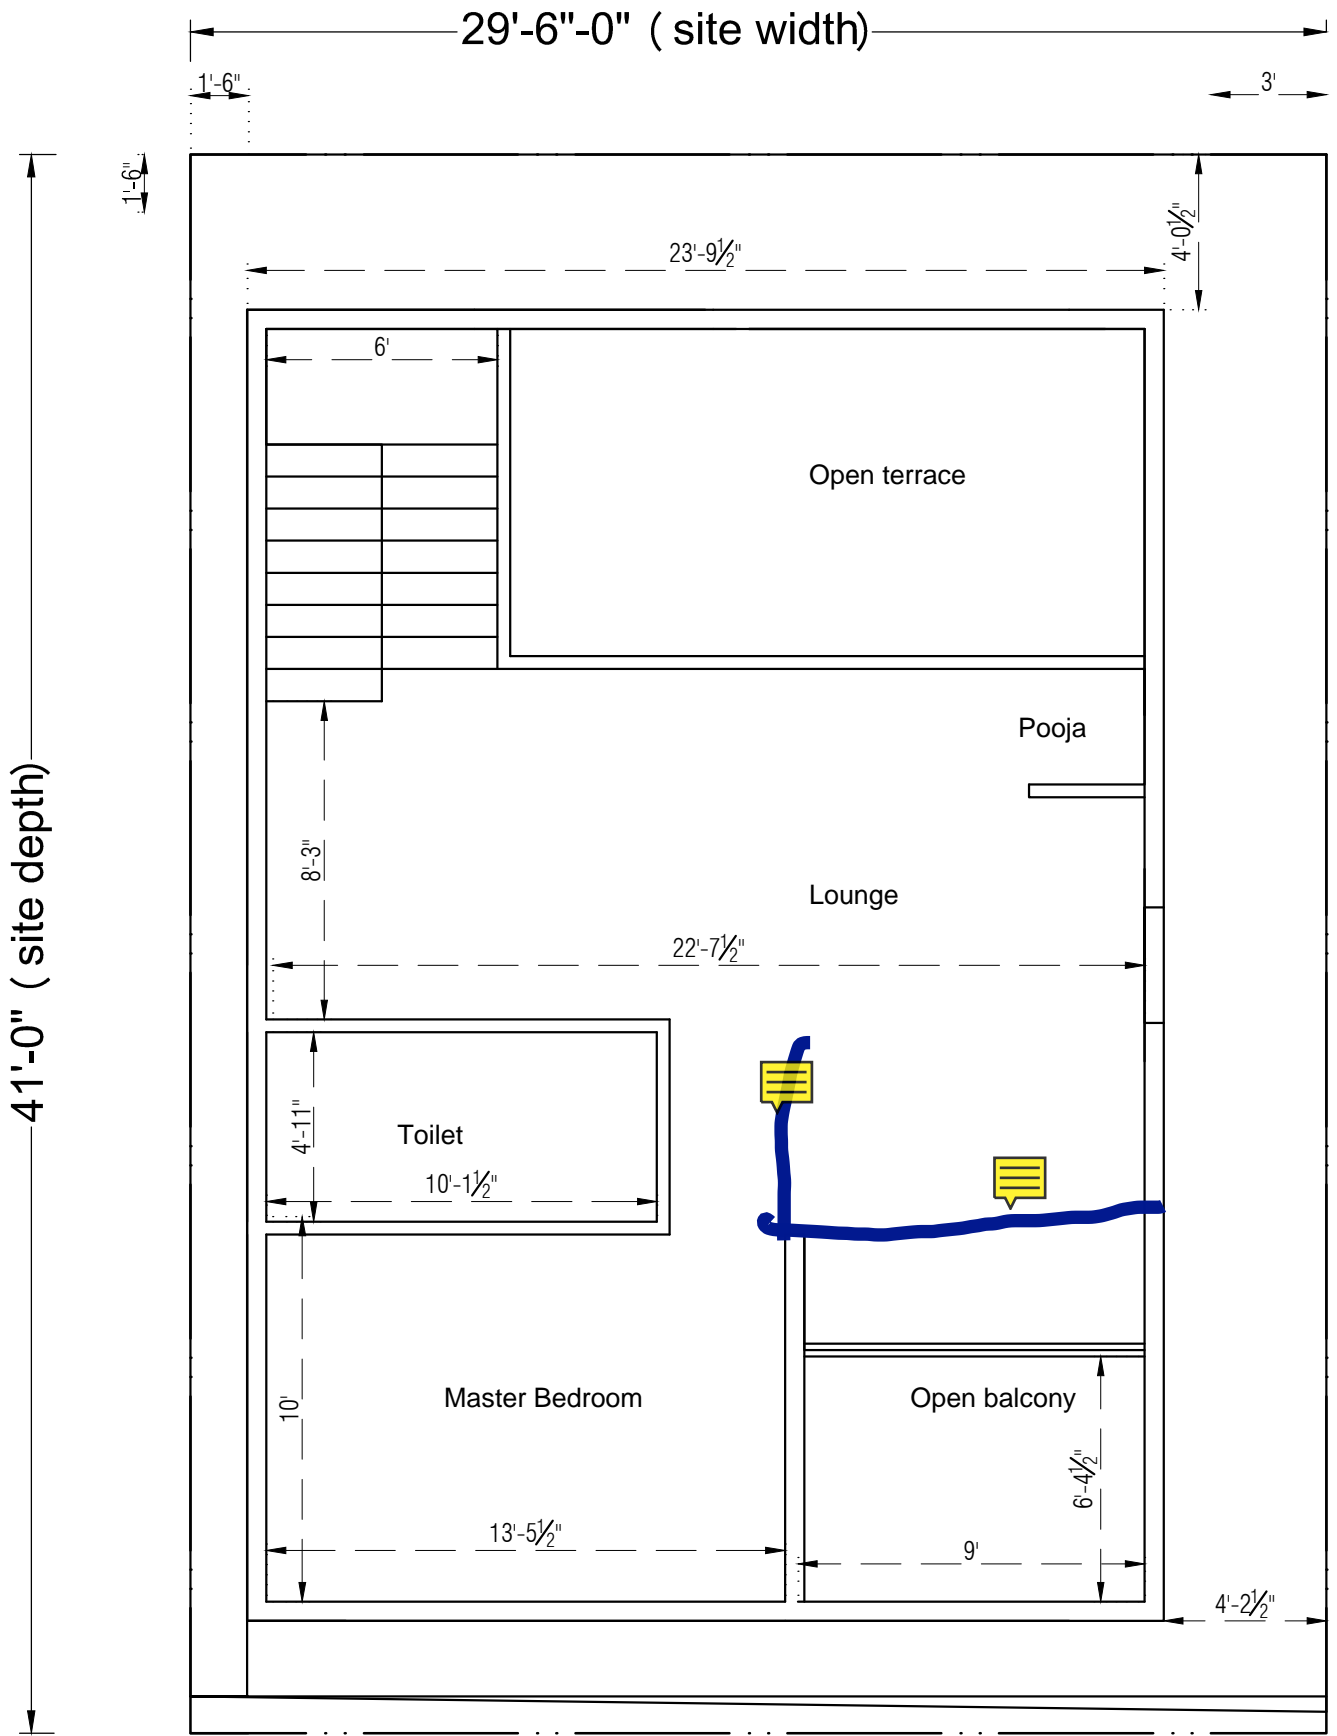 29'-6"-0" ( site width)
1'-6"
3'
1'-6"
4'-0½"
23'-9½"
6'
Open terrace
Pooja
41'-0" ( site depth)
8'-3"
Lounge
22'-7½"
4'-11"
Toilet
10'-1½"
10'
Master Bedroom
Open balcony
6'-4½"
13'-5½"
9'
4'-2½"